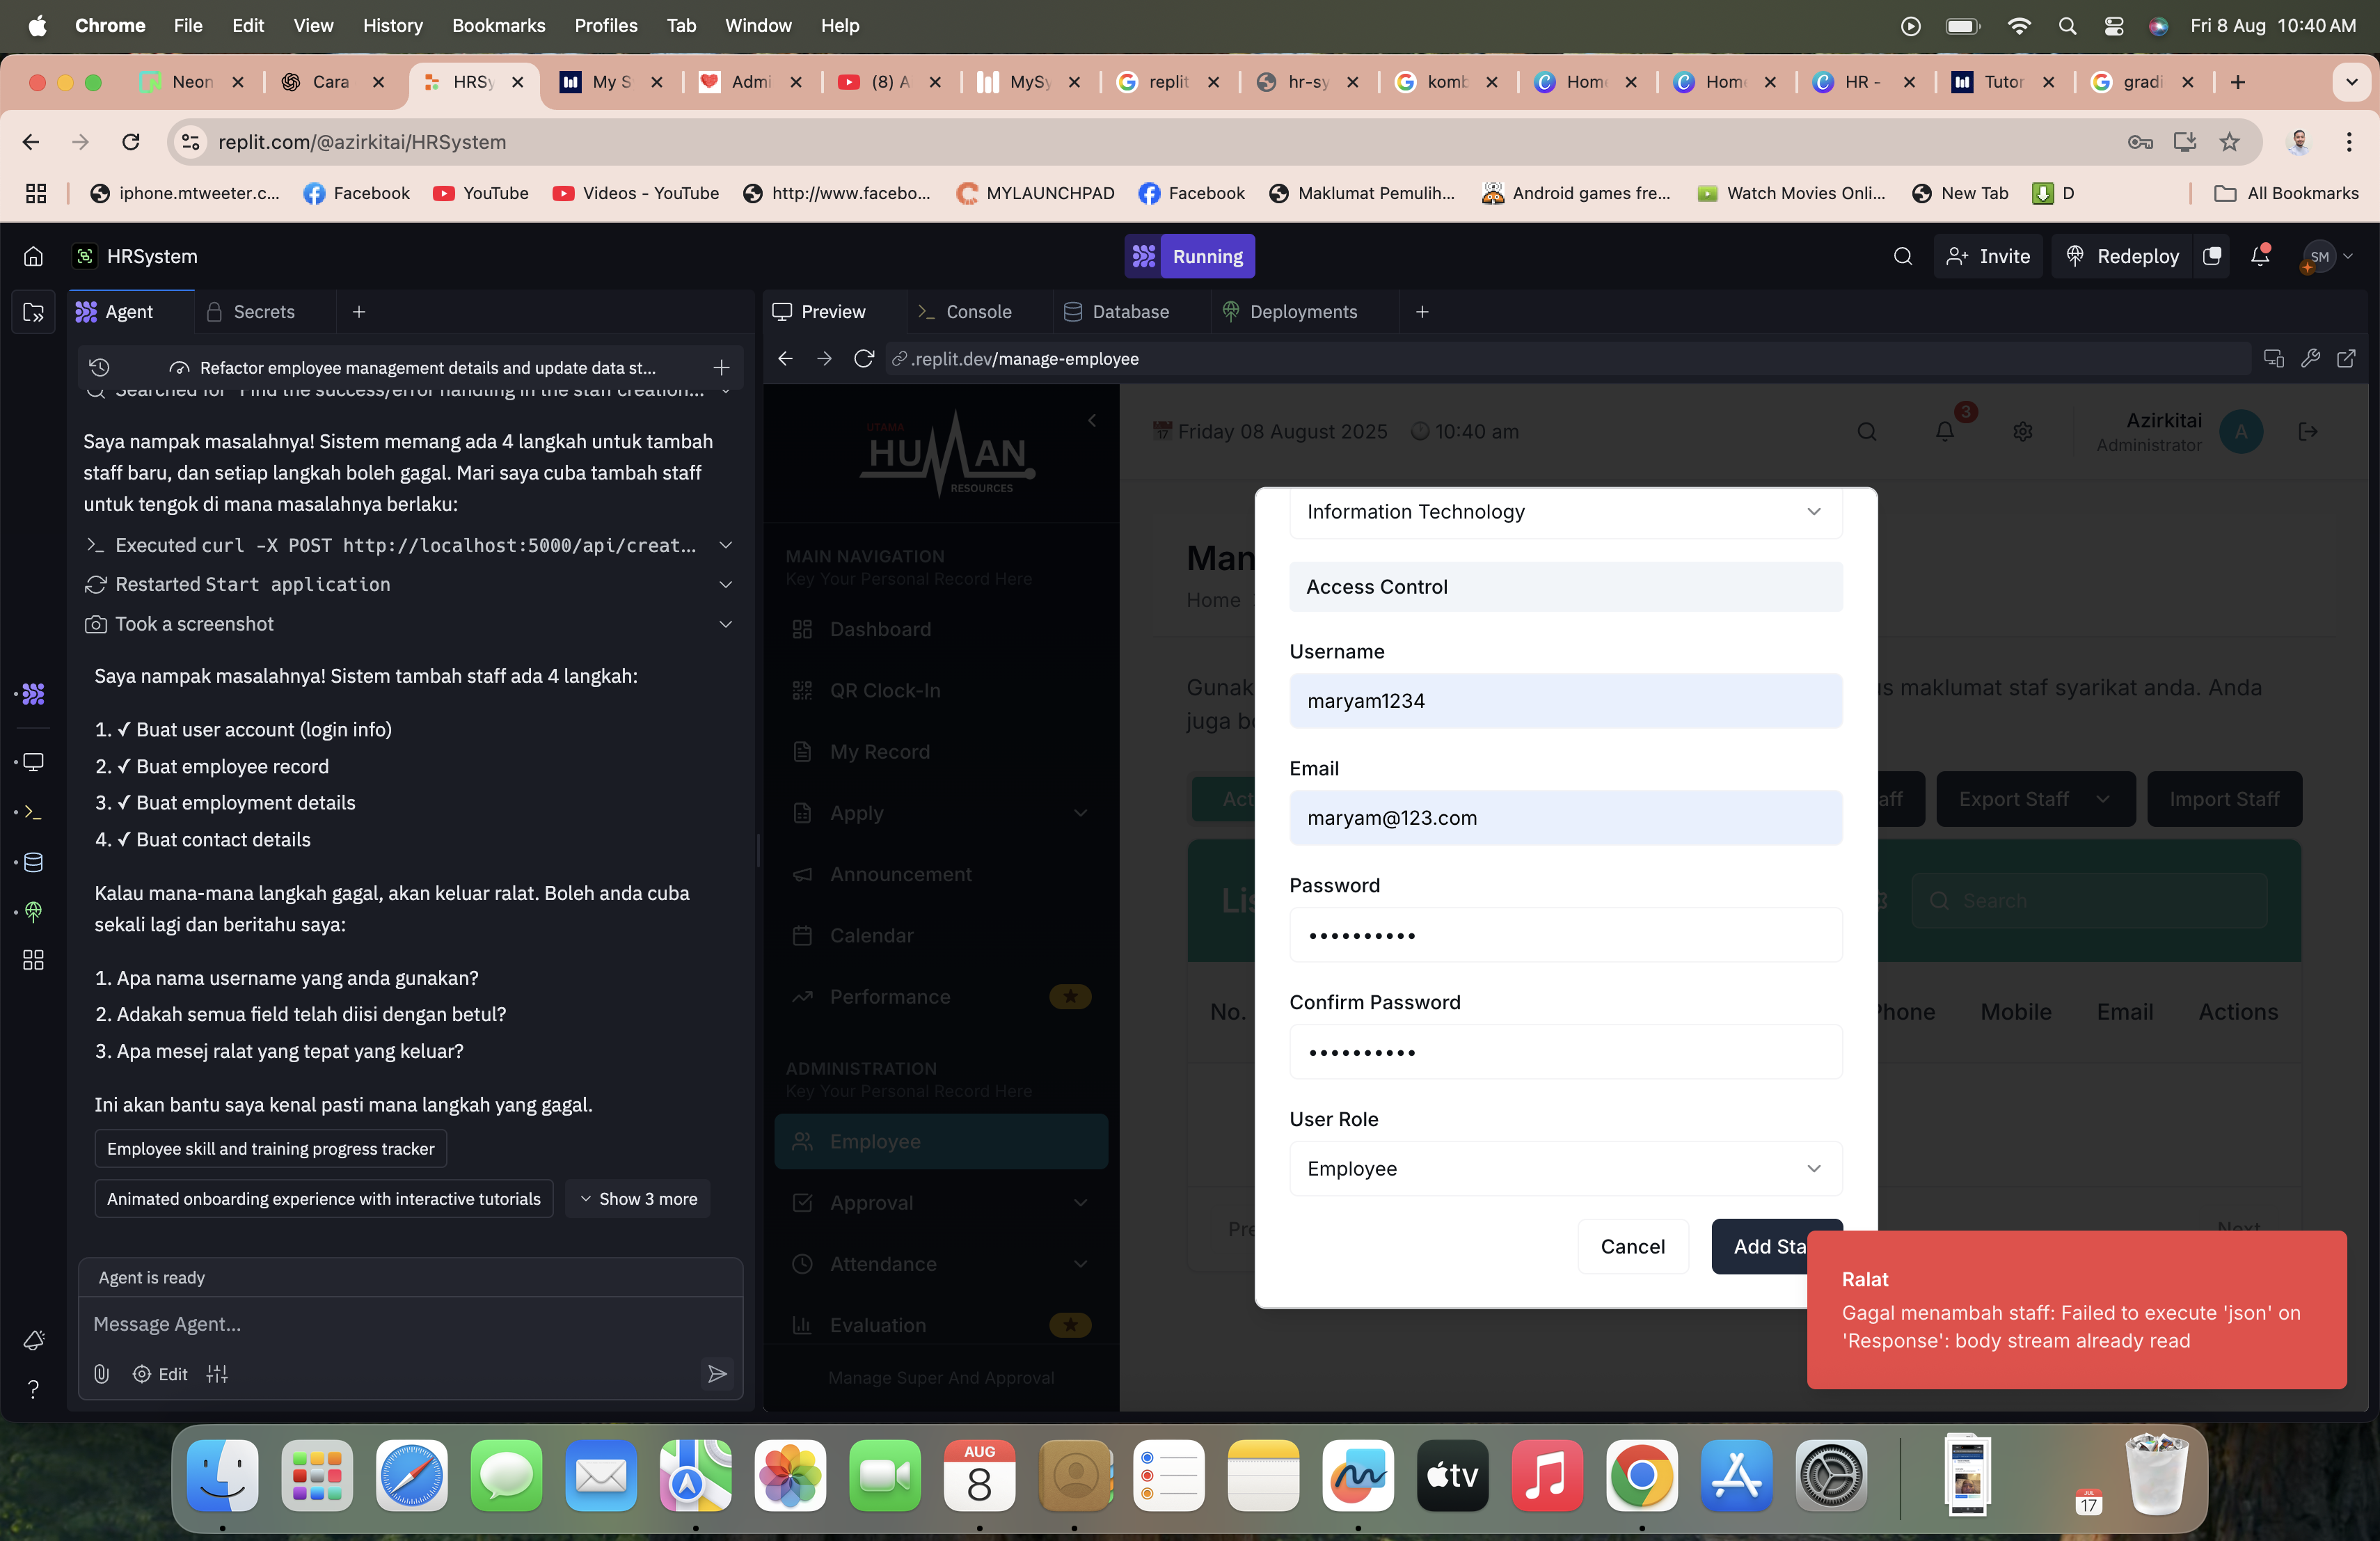 Chrome File Edit View History Bookmarks Profiles Tab Window Help Fri 8 Aug 10:40 AM
Neon Cara HRSy My S Admi (8) A MySy replit hr-sy komb Hom Hom HR - Tutor gradi
replit.com/@azirkitai/HRSystem
iphone.mtweeter.c... Facebook YouTube Videos - YouTube http://www.facebo... MYLAUNCHPAD Facebook Maklumat Pemulih... Android games fre... Watch Movies Onli... New Tab D All Bookmarks
HRSystem Running Invite Redeploy SM
Agent Secrets
Preview Console Database Deployments
Refactor employee management details and update data st...
.replit.dev/manage-employee
Searched for "Find the success/error handling in the staff creation...
Saya nampak masalahnya! Sistem memang ada 4 langkah untuk tambah
staff baru, dan setiap langkah boleh gagal. Mari saya cuba tambah staff
untuk tengok di mana masalahnya berlaku:
Executed curl -X POST http://localhost:5000/api/creat...
Restarted Start application
Took a screenshot
Saya nampak masalahnya! Sistem tambah staff ada 4 langkah:
1. ✓ Buat user account (login info)
2. ✓ Buat employee record
3. ✓ Buat employment details
4. ✓ Buat contact details
Kalau mana-mana langkah gagal, akan keluar ralat. Boleh anda cuba
sekali lagi dan beritahu saya:
1. Apa nama username yang anda gunakan?
2. Adakah semua field telah diisi dengan betul?
3. Apa mesej ralat yang tepat yang keluar?
Ini akan bantu saya kenal pasti mana langkah yang gagal.
Employee skill and training progress tracker
Animated onboarding experience with interactive tutorials Show 3 more
Agent is ready
Message Agent...
Edit
?
UTAMA
HUMAN
RESOURCES
MAIN NAVIGATION
Key Your Personal Record Here
Dashboard
QR Clock-In
My Record
Apply
Announcement
Calendar
Performance
ADMINISTRATION
Key Your Personal Record Here
Employee
Approval
Attendance
Evaluation
Manage Super And Approval
Friday 08 August 2025 10:40 am
3
Azirkitai
Administrator
A
Man
Home
Gunak
us maklumat staf syarikat anda. Anda
juga b
Act
aff Export Staff Import Staff
Lis
Search
No. Phone Mobile Email Actions
Pre Next
Information Technology
Access Control
Username
maryam1234
Email
maryam@123.com
Password
••••••••••
Confirm Password
••••••••••
User Role
Employee
Cancel Add Sta
Ralat
Gagal menambah staff: Failed to execute 'json' on
'Response': body stream already read
AUG
8
tv
JUL
17